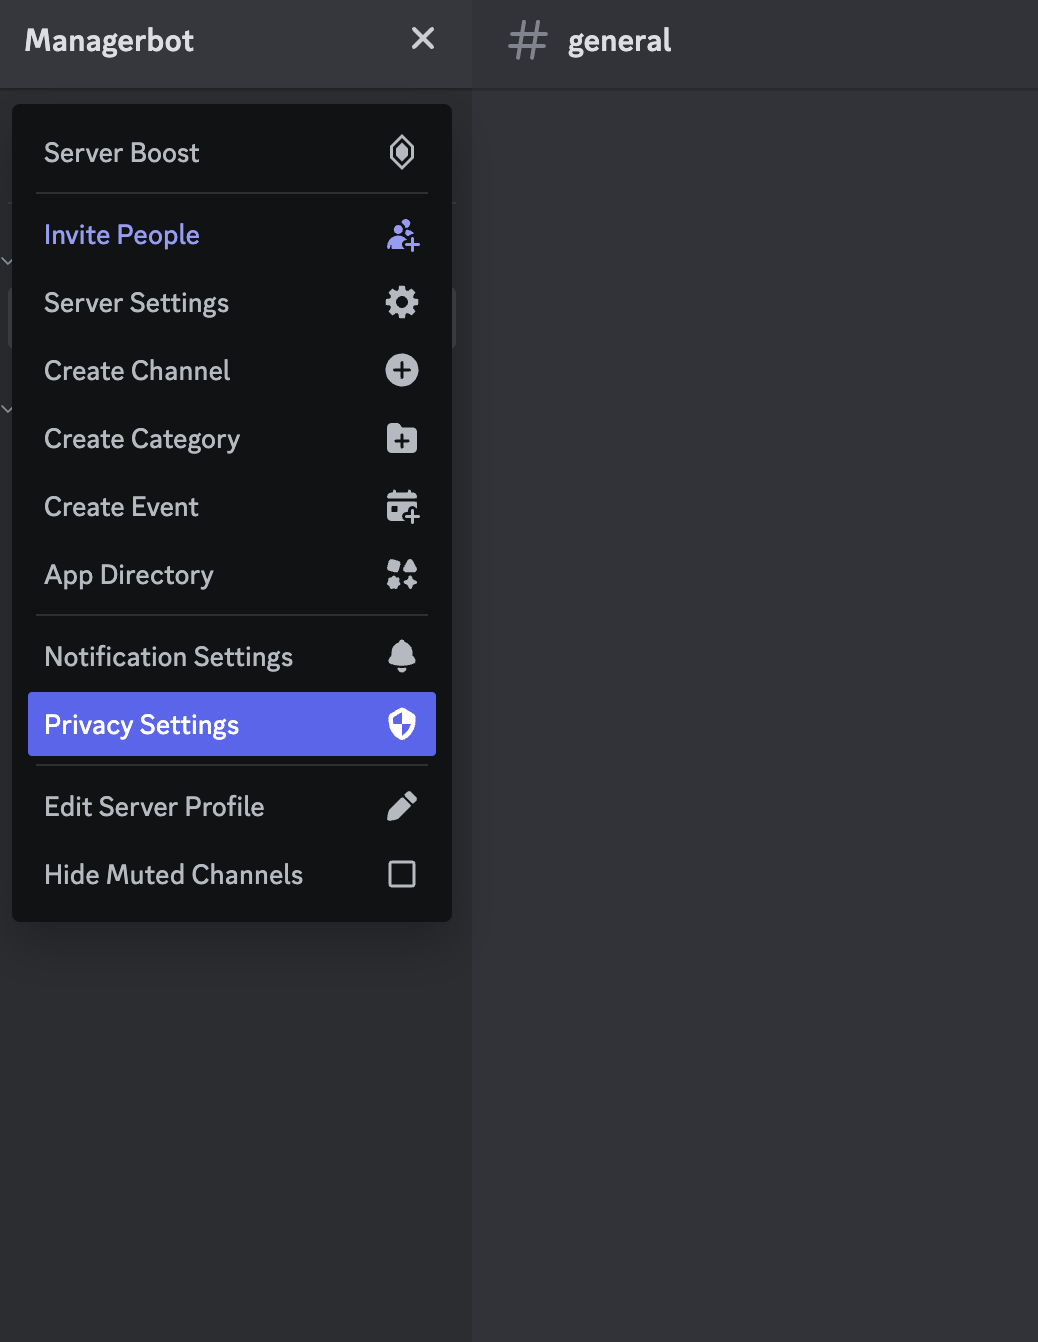 Managerbot
# general
Server Boost
Invite People
Server Settings
Create Channel
Create Category
Create Event
App Directory
Notification Settings
Privacy Settings
Edit Server Profile
Hide Muted Channels